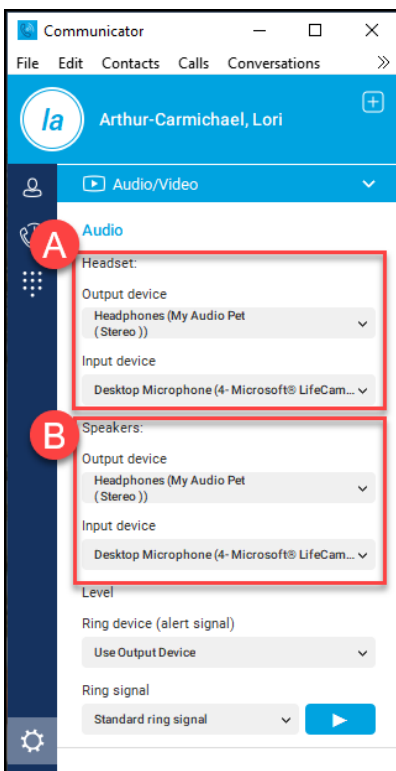 Communicator
File Edit Contacts Calls Conversations
la
Arthur-Carmichael, Lori
Audio/Video
Audio
A
Headset:
Output device
Headphones (My Audio Pet
(Stereo ))
Input device
Desktop Microphone (4- Microsoft® LifeCam...
B
Speakers:
Output device
Headphones (My Audio Pet
(Stereo ))
Input device
Desktop Microphone (4- Microsoft® LifeCam...
Level
Ring device (alert signal)
Use Output Device
Ring signal
Standard ring signal